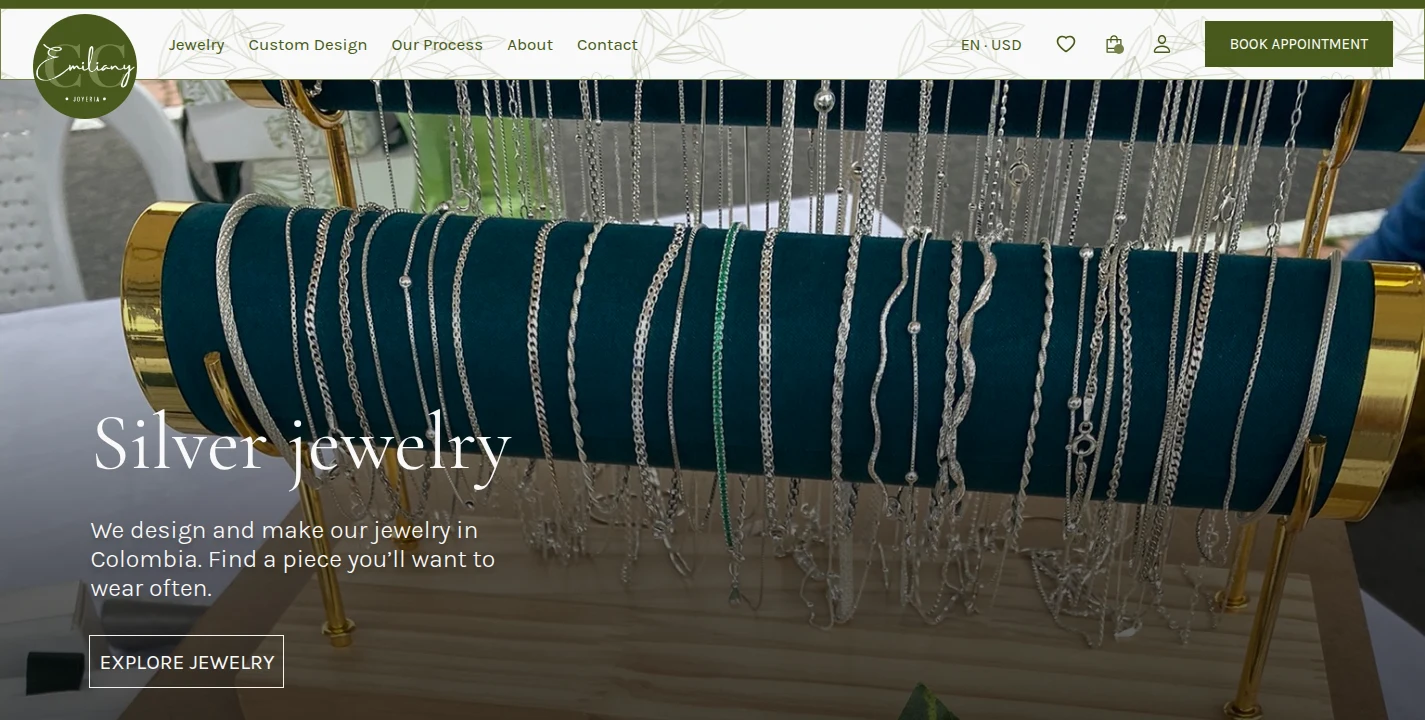 Emiliany
• JOYERIA •
Jewelry
Custom Design
Our Process
About
Contact
EN · USD
BOOK APPOINTMENT
Silver jewelry
We design and make our jewelry in
Colombia. Find a piece you’ll want to
wear often.
EXPLORE JEWELRY